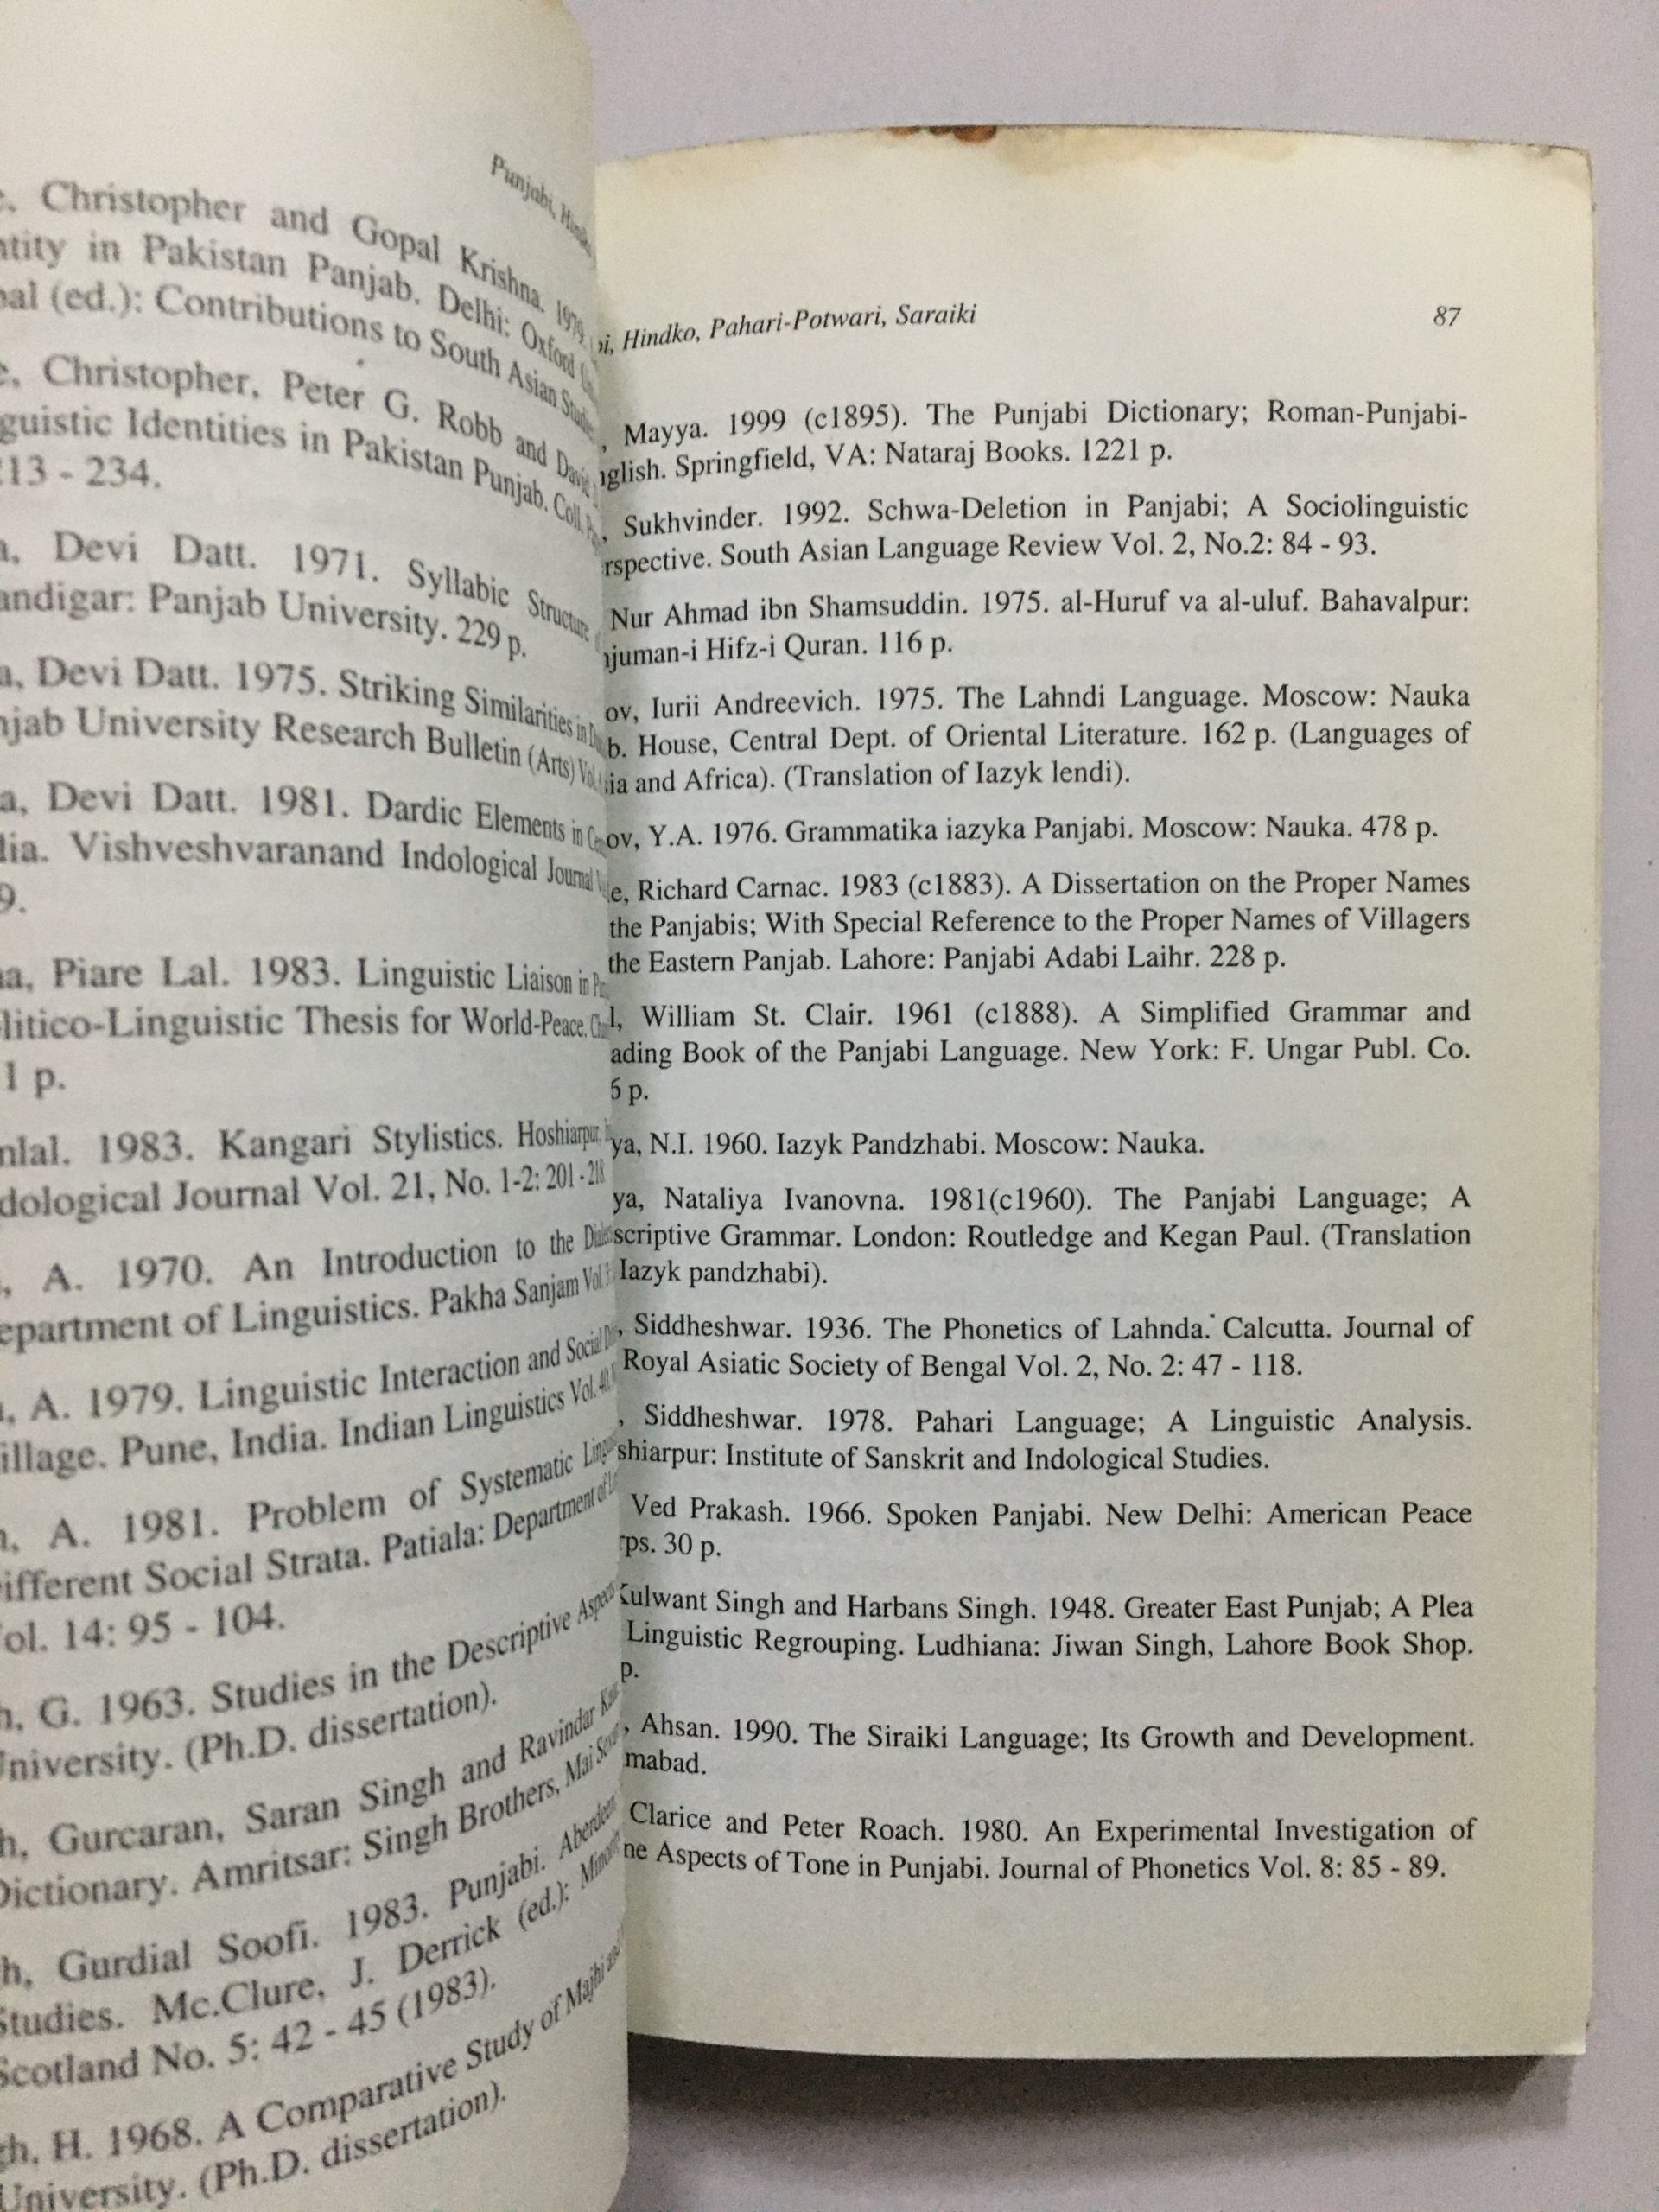 Punjabi,
Christopher and Gopal Krishna. 1979.
in Pakistan Panjab. Delhi: Oxford
(ed.): Contributions to South Asian
Christopher, Peter G. Robb and David
Identities in Pakistan Punjab. Coll.
- 234.
Devi Datt. 1971. Syllabic Structure
Panjab University. 229 p.
Devi Datt. 1975. Striking Similarities in
University Research Bulletin (Arts) Vol.
Devi Datt. 1981. Dardic Elements in
Vishveshvaranand Indological Journal
9.
Piare Lal. 1983. Linguistic Liaison in
litico-Linguistic Thesis for World-Peace.
1 p.
1983. Kangari Stylistics. Hoshiarpur,
dological Journal Vol. 21, No. 1-2: 201 - 218
, A. 1970. An Introduction to the
epartment of Linguistics. Pakha Sanjam Vol.
A. 1979. Linguistic Interaction and Social
illage. Pune, India. Indian Linguistics Vol. 40,
A. 1981. Problem of Systematic
ifferent Social Strata. Patiala: Department of
ol. 14: 95 - 104.
h, G. 1963. Studies in the Descriptive Aspects
University. (Ph.D. dissertation).
h, Gurcaran, Saran Singh and Ravindar
Dictionary. Amritsar: Singh Brothers, Mai
h, Gurdial Soofi. 1983. Punjabi. Aberdeen
Studies. Mc.Clure, J. Derrick (ed.):
Scotland No. 5: 42 - 45 (1983).
gh, H. 1968. A Comparative Study of Majhi
University. (Ph.D. dissertation).
bi, Hindko, Pahari-Potwari, Saraiki 87
, Mayya. 1999 (c1895). The Punjabi Dictionary; Roman-Punjabi-
nglish. Springfield, VA: Nataraj Books. 1221 p.
, Sukhvinder. 1992. Schwa-Deletion in Panjabi; A Sociolinguistic
rspective. South Asian Language Review Vol. 2, No.2: 84 - 93.
Nur Ahmad ibn Shamsuddin. 1975. al-Huruf va al-uluf. Bahavalpur:
njuman-i Hifz-i Quran. 116 p.
ov, Iurii Andreevich. 1975. The Lahndi Language. Moscow: Nauka
b. House, Central Dept. of Oriental Literature. 162 p. (Languages of
ia and Africa). (Translation of Iazyk lendi).
ov, Y.A. 1976. Grammatika iazyka Panjabi. Moscow: Nauka. 478 p.
e, Richard Carnac. 1983 (c1883). A Dissertation on the Proper Names
the Panjabis; With Special Reference to the Proper Names of Villagers
the Eastern Panjab. Lahore: Panjabi Adabi Laihr. 228 p.
l, William St. Clair. 1961 (c1888). A Simplified Grammar and
ading Book of the Panjabi Language. New York: F. Ungar Publ. Co.
p.
ya, N.I. 1960. Iazyk Pandzhabi. Moscow: Nauka.
ya, Nataliya Ivanovna. 1981(c1960). The Panjabi Language; A
scriptive Grammar. London: Routledge and Kegan Paul. (Translation
Iazyk pandzhabi).
, Siddheshwar. 1936. The Phonetics of Lahnda. Calcutta. Journal of
Royal Asiatic Society of Bengal Vol. 2, No. 2: 47 - 118.
, Siddheshwar. 1978. Pahari Language; A Linguistic Analysis.
shiarpur: Institute of Sanskrit and Indological Studies.
Ved Prakash. 1966. Spoken Panjabi. New Delhi: American Peace
rps. 30 p.
Kulwant Singh and Harbans Singh. 1948. Greater East Punjab; A Plea
Linguistic Regrouping. Ludhiana: Jiwan Singh, Lahore Book Shop.
p.
, Ahsan. 1990. The Siraiki Language; Its Growth and Development.
mabad.
Clarice and Peter Roach. 1980. An Experimental Investigation of
ne Aspects of Tone in Punjabi. Journal of Phonetics Vol. 8: 85 - 89.